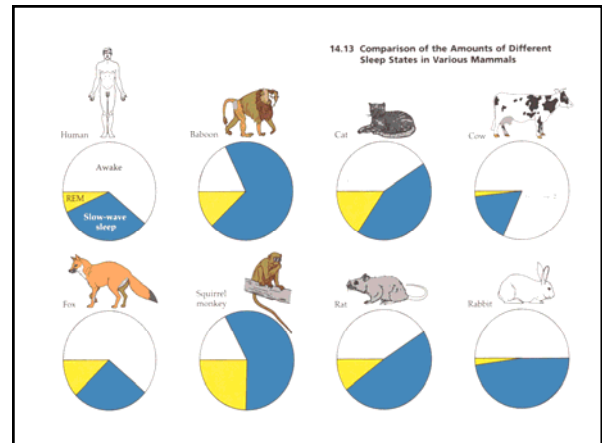 14.13 Comparison of the Amounts of Different
Sleep States in Various Mammals
Human
Baboon
Cat
Cow
Awake
REM
Slow-wave
sleep
Fox
Squirrel
monkey
Rat
Rabbit